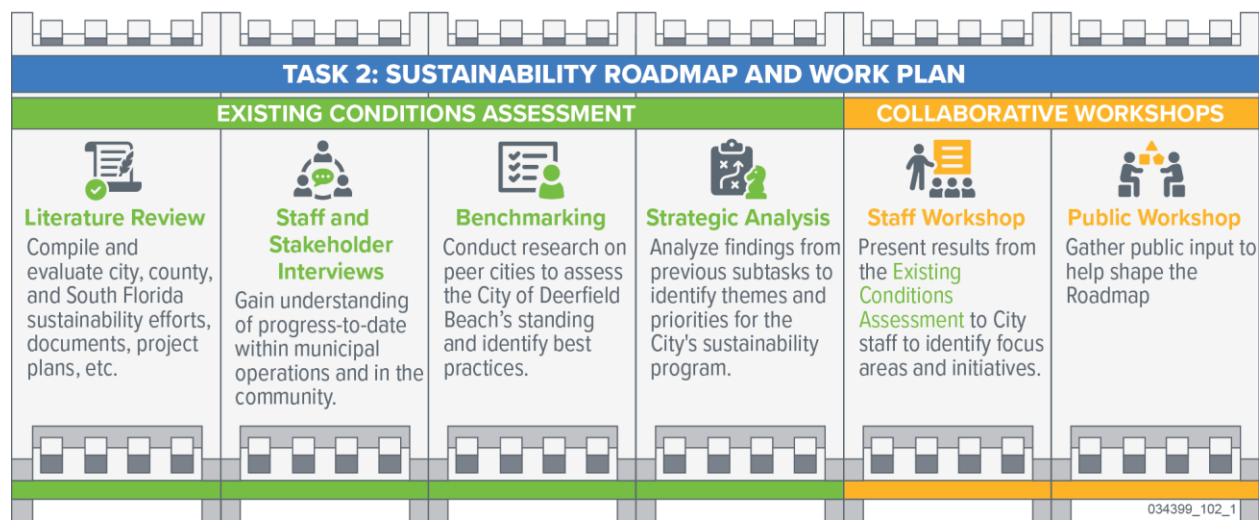 TASK 2: SUSTAINABILITY ROADMAP AND WORK PLAN
EXISTING CONDITIONS ASSESSMENT
COLLABORATIVE WORKSHOPS
Literature Review
Compile and
evaluate city, county,
and South Florida
sustainability efforts,
documents, project
plans, etc.
Staff and
Stakeholder
Interviews
Gain understanding
of progress-to-date
within municipal
operations and in the
community.
Benchmarking
Conduct research on
peer cities to assess
the City of Deerfield
Beach's standing
and identify best
practices.
Strategic Analysis
Analyze findings from
previous subtasks to
identify themes and
priorities for the
City's sustainability
program.
Staff Workshop
Present results from
the Existing
Conditions
Assessment to City
staff to identify focus
areas and initiatives.
Public Workshop
Gather public input to
help shape the
Roadmap
034399_102_1